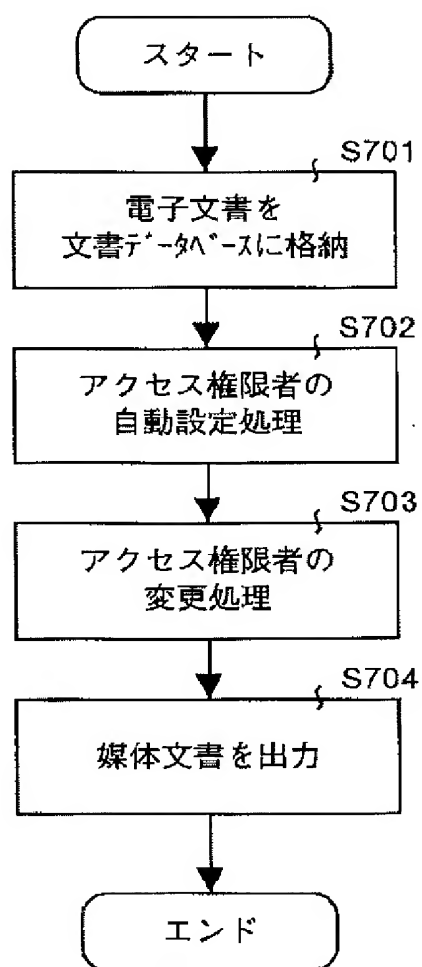 スタート
S701
電子文書を
文書ﾃﾞｰﾀﾍﾞｰｽに格納
S702
アクセス権限者の
自動設定処理
S703
アクセス権限者の
変更処理
S704
媒体文書を出力
エンド